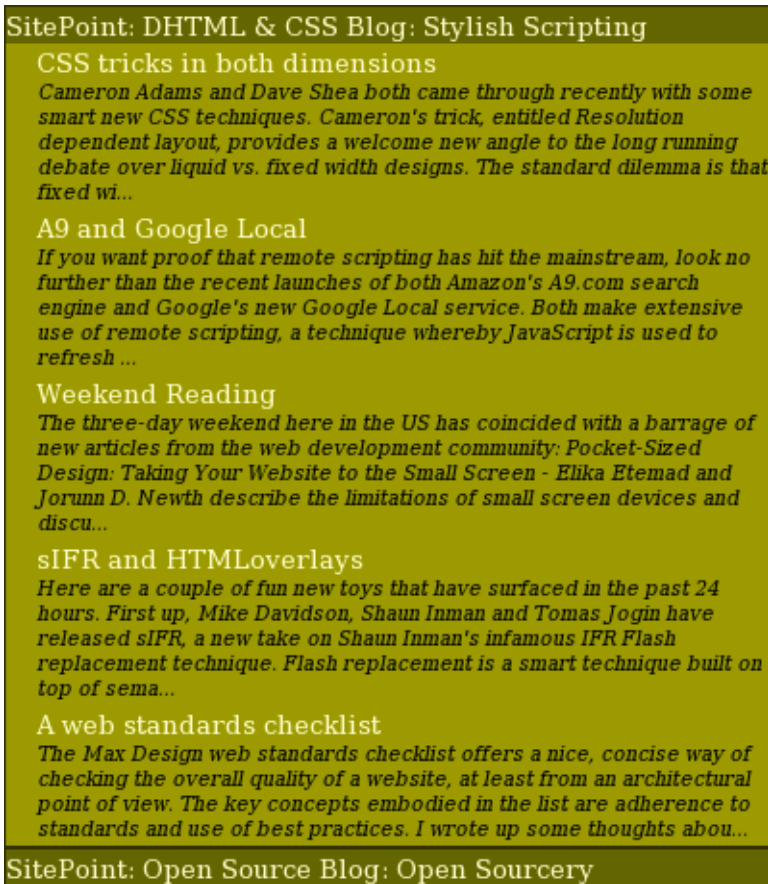 SitePoint: DHTML & CSS Blog: Stylish Scripting
CSS tricks in both dimensions
Cameron Adams and Dave Shea both came through recently with some
smart new CSS techniques. Cameron's trick, entitled Resolution
dependent layout, provides a welcome new angle to the long running
debate over liquid vs. fixed width designs. The standard dilemma is that
fixed wi...
A9 and Google Local
If you want proof that remote scripting has hit the mainstream, look no
further than the recent launches of both Amazon's A9.com search
engine and Google's new Google Local service. Both make extensive
use of remote scripting, a technique whereby JavaScript is used to
refresh ...
Weekend Reading
The three-day weekend here in the US has coincided with a barrage of
new articles from the web development community: Pocket-Sized
Design: Taking Your Website to the Small Screen - Elika Etemad and
Jorunn D. Newth describe the limitations of small screen devices and
discu...
sIFR and HTMLoverlays
Here are a couple of fun new toys that have surfaced in the past 24
hours. First up, Mike Davidson, Shaun Inman and Tomas Jogin have
released sIFR, a new take on Shaun Inman's infamous IFR Flash
replacement technique. Flash replacement is a smart technique built on
top of sema...
A web standards checklist
The Max Design web standards checklist offers a nice, concise way of
checking the overall quality of a website, at least from an architectural
point of view. The key concepts embodied in the list are adherence to
standards and use of best practices. I wrote up some thoughts abou...
SitePoint: Open Source Blog: Open Sourcery